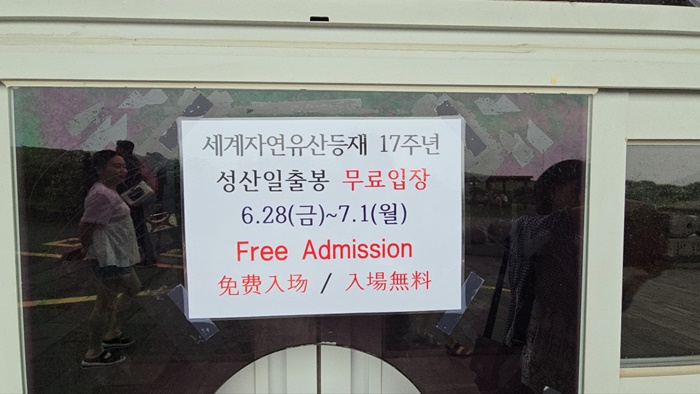 세계자연유산등재 17주년
성산일출봉 무료입장
6.28(금)~7.1(월)
Free Admission
免费入场 / 入場無料